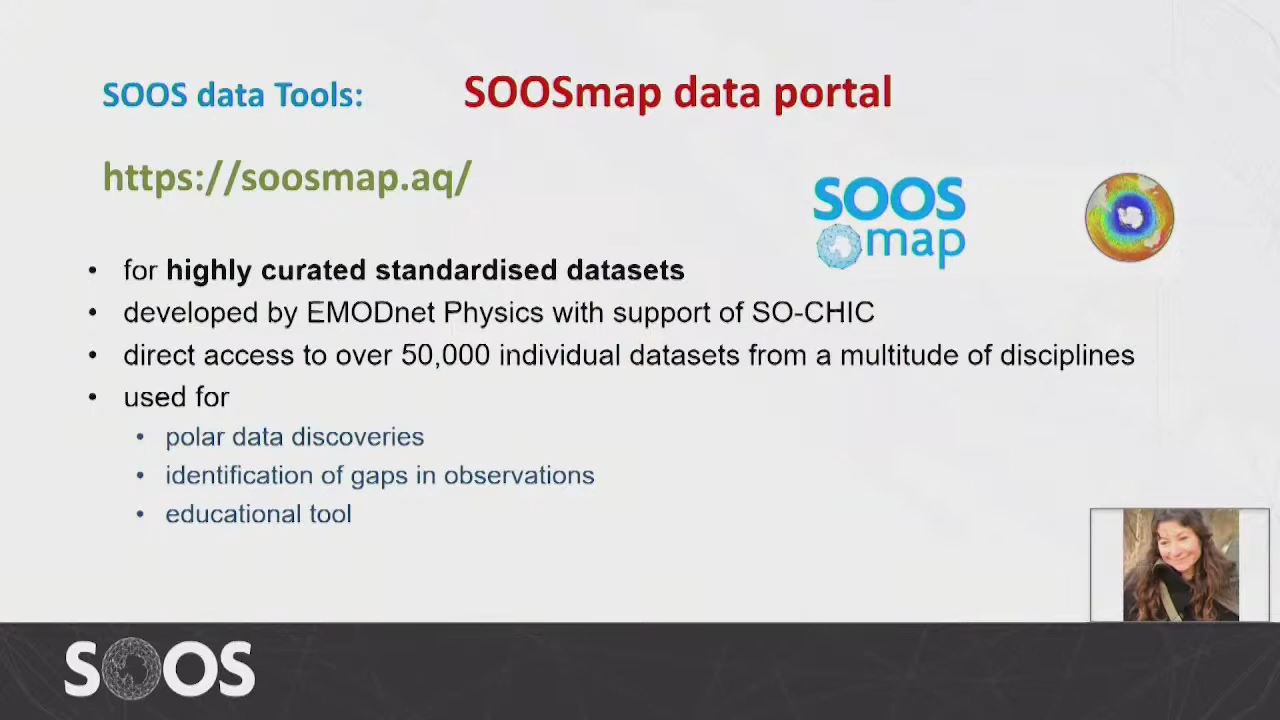 SOOS data Tools: SOOSmap data portal
https://soosmap.aq/
SOOS
map
• for highly curated standardised datasets
• developed by EMODnet Physics with support of SO-CHIC
• direct access to over 50,000 individual datasets from a multitude of disciplines
• used for
• polar data discoveries
• identification of gaps in observations
• educational tool
SOOS